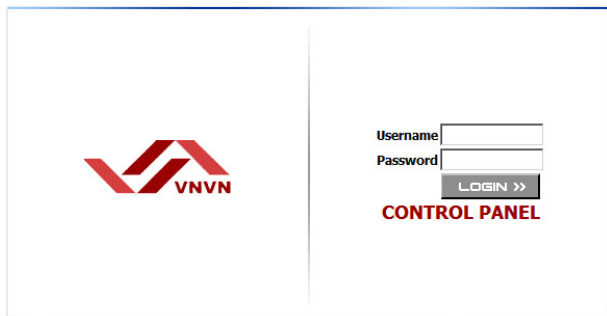 VNVN
Username
Password
LOGIN >>
CONTROL PANEL